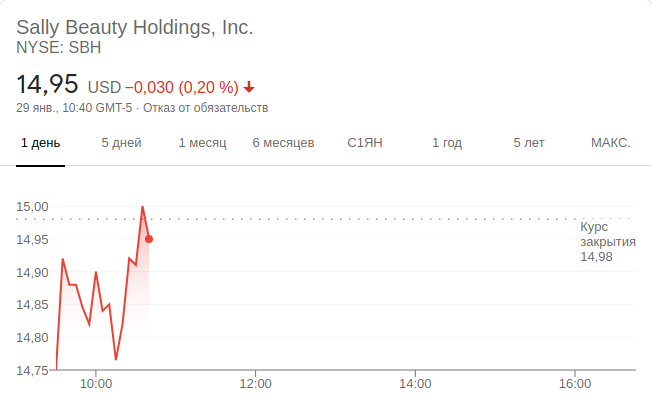 Sally Beauty Holdings, Inc.
NYSE: SBH
14,95 USD −0,030 (0,20 %)
29 янв., 10:40 GMT-5 · Отказ от обязательств
1 день 5 дней 1 месяц 6 месяцев С1ЯН 1 год 5 лет МАКС.
15,00
Курс
14,95
закрытия
14,98
14,90
14,85
14,80
14,75
10:00 12:00 14:00 16:00